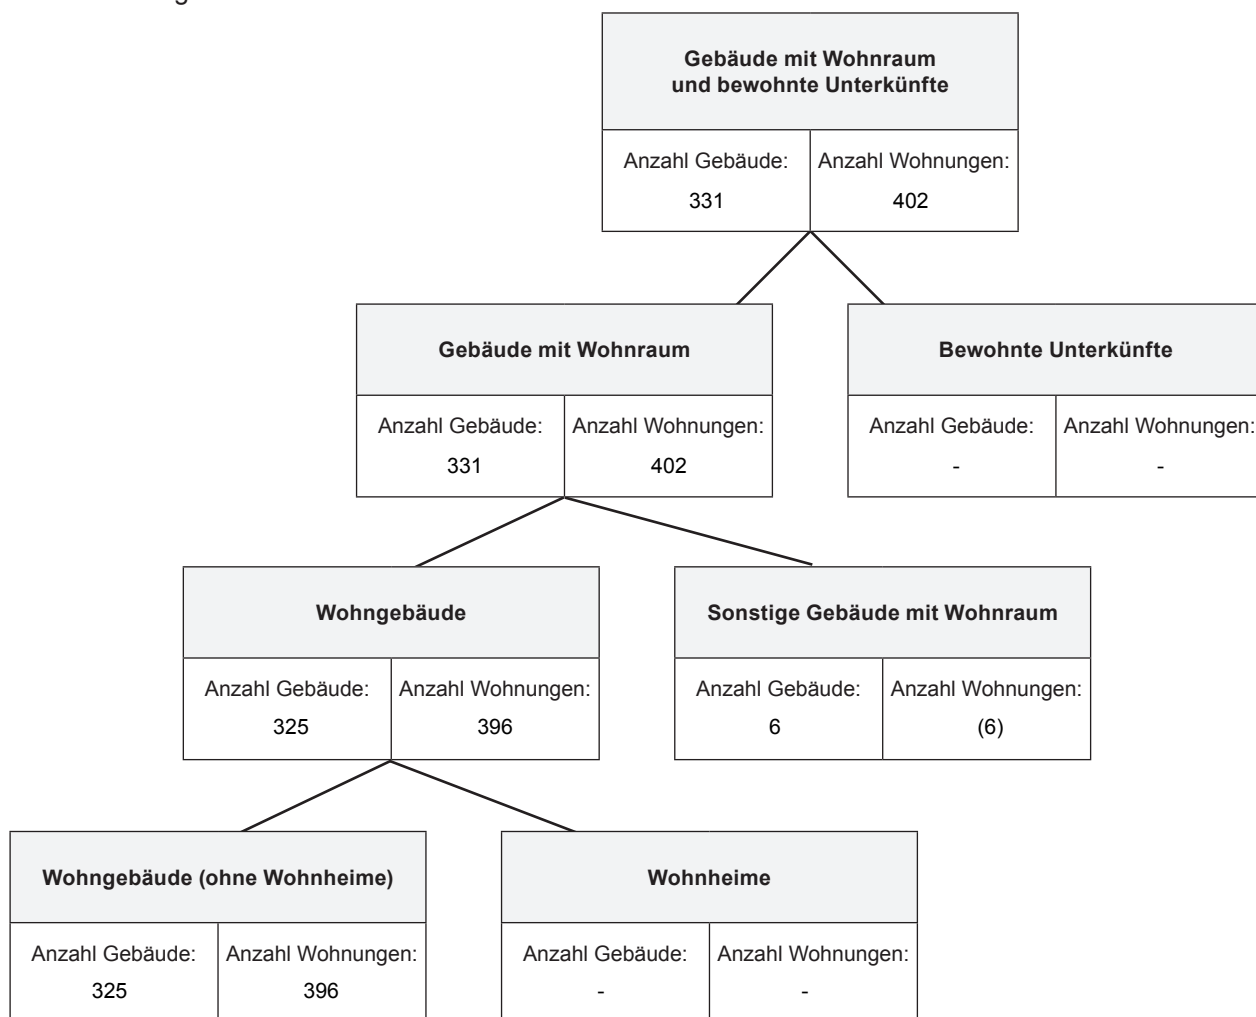 Gebäude mit Wohnraum
und bewohnte Unterkünfte
Anzahl Gebäude: Anzahl Wohnungen:
331 402
Gebäude mit Wohnraum Bewohnte Unterkünfte
Anzahl Gebäude: Anzahl Wohnungen: Anzahl Gebäude: Anzahl Wohnungen:
331 402 - -
Wohngebäude Sonstige Gebäude mit Wohnraum
Anzahl Gebäude: Anzahl Wohnungen: Anzahl Gebäude: Anzahl Wohnungen:
325 396 6 (6)
Wohngebäude (ohne Wohnheime) Wohnheime
Anzahl Gebäude: Anzahl Wohnungen: Anzahl Gebäude: Anzahl Wohnungen:
325 396 - -